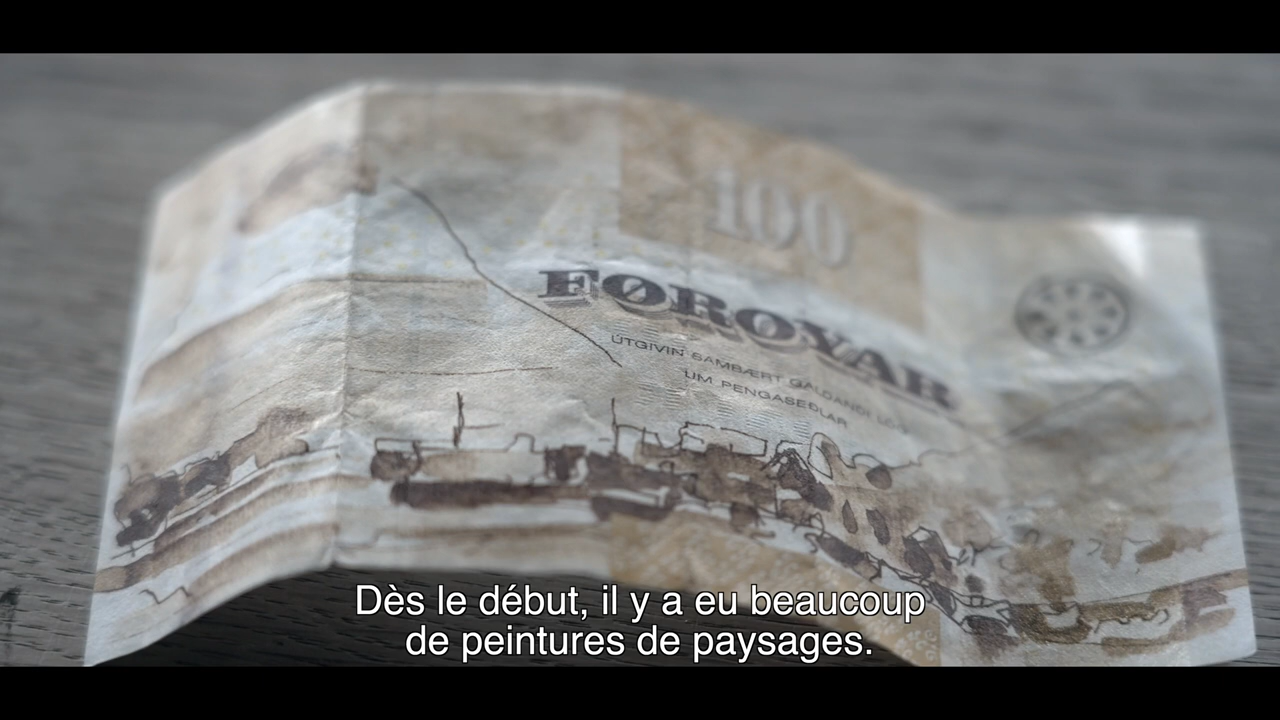 100
FØROYAR
ÚTGIVIN SAMBÆRT GALDANDI LÓG
UM PENGASEÐLAR
Dès le début, il y a eu beaucoup
de peintures de paysages.